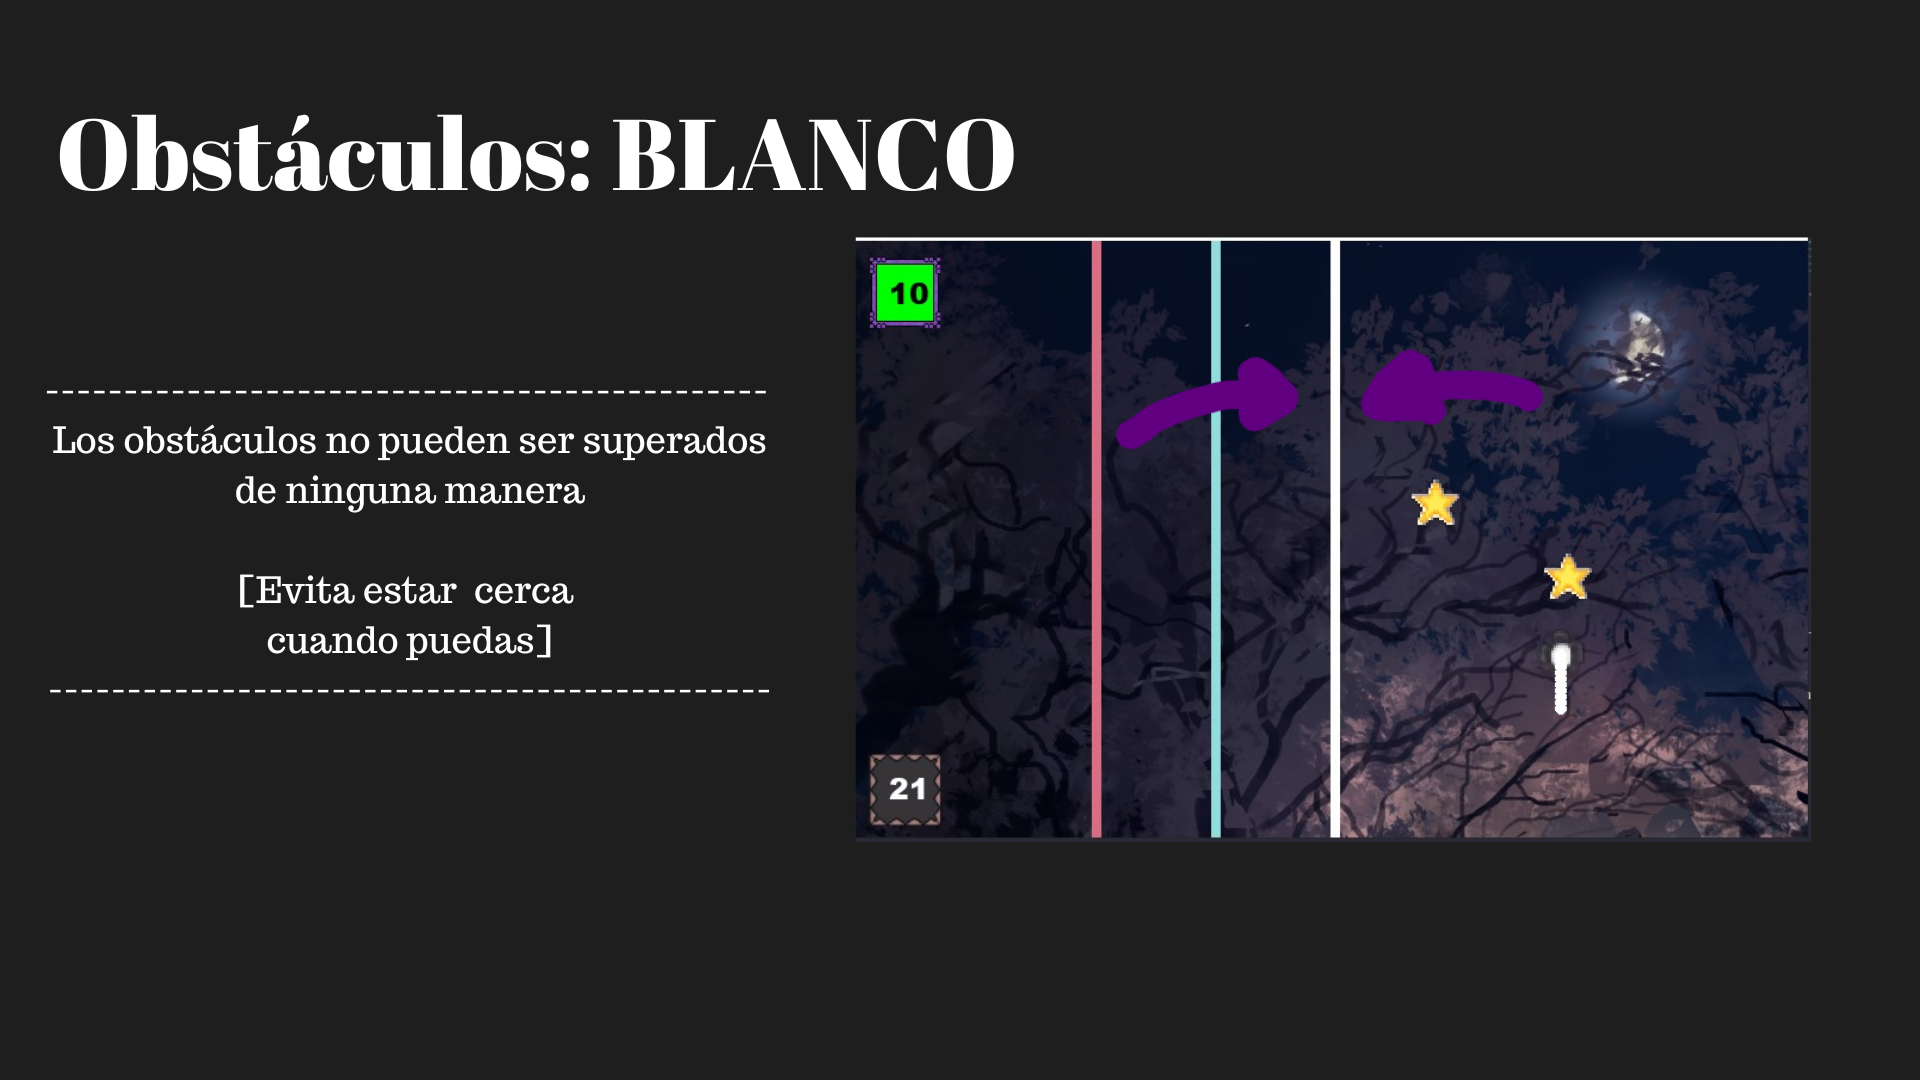 Obstáculos: BLANCO
10
Los obstáculos no pueden ser superados
de ninguna manera
[Evita estar  cerca
cuando puedas]
21